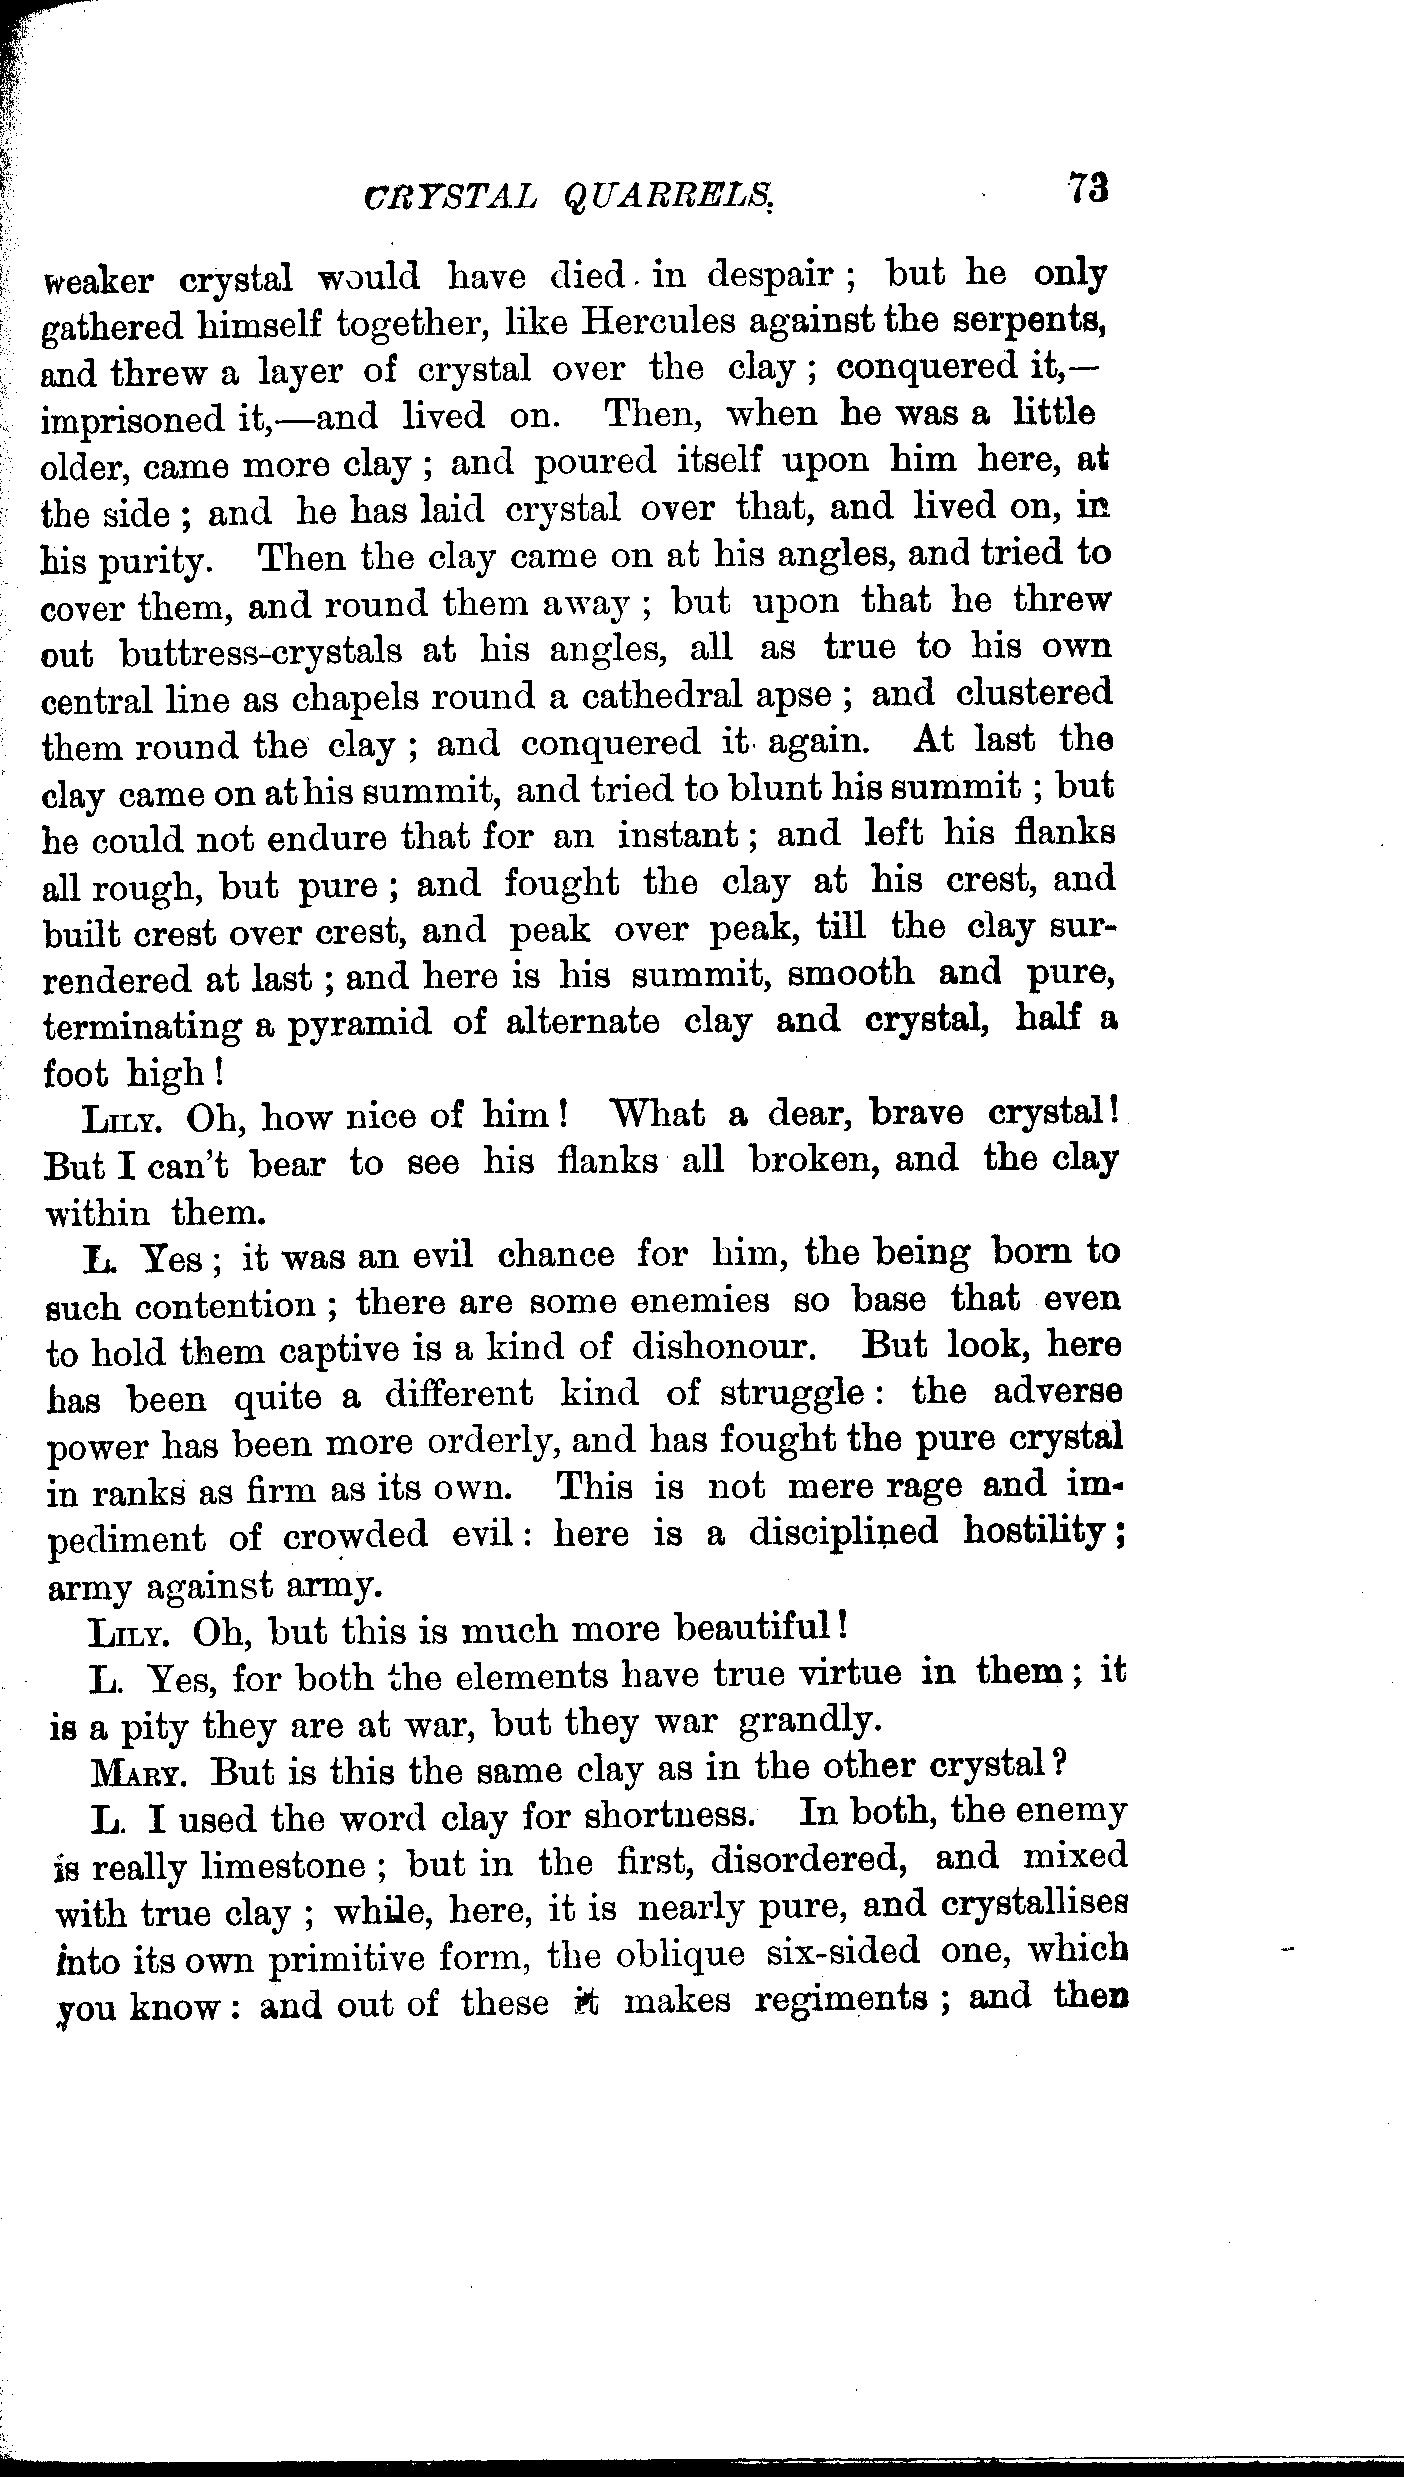 CRYSTAL QUARRELS. 73
weaker crystal would have died in despair; but he only
gathered himself together, like Hercules against the serpents,
and threw a layer of crystal over the clay; conquered it,—
imprisoned it,—and lived on. Then, when he was a little
older, came more clay; and poured itself upon him here, at
the side; and he has laid crystal over that, and lived on, in
his purity. Then the clay came on at his angles, and tried to
cover them, and round them away; but upon that he threw
out buttress-crystals at his angles, all as true to his own
central line as chapels round a cathedral apse; and clustered
them round the clay; and conquered it again. At last the
clay came on at his summit, and tried to blunt his summit; but
he could not endure that for an instant; and left his flanks
all rough, but pure; and fought the clay at his crest, and
built crest over crest, and peak over peak, till the clay sur-
rendered at last; and here is his summit, smooth and pure,
terminating a pyramid of alternate clay and crystal, half a
foot high!
LILY. Oh, how nice of him! What a dear, brave crystal!
But I can't bear to see his flanks all broken, and the clay
within them.
L. Yes; it was an evil chance for him, the being born to
such contention; there are some enemies so base that even
to hold them captive is a kind of dishonour. But look, here
has been quite a different kind of struggle: the adverse
power has been more orderly, and has fought the pure crystal
in ranks as firm as its own. This is not mere rage and im-
pediment of crowded evil: here is a disciplined hostility;
army against army.
LILY. Oh, but this is much more beautiful!
L. Yes, for both the elements have true virtue in them; it
is a pity they are at war, but they war grandly.
MARY. But is this the same clay as in the other crystal?
L. I used the word clay for shortness. In both, the enemy
is really limestone; but in the first, disordered, and mixed
with true clay; while, here, it is nearly pure, and crystallises
into its own primitive form, the oblique six-sided one, which
you know: and out of these it makes regiments; and then